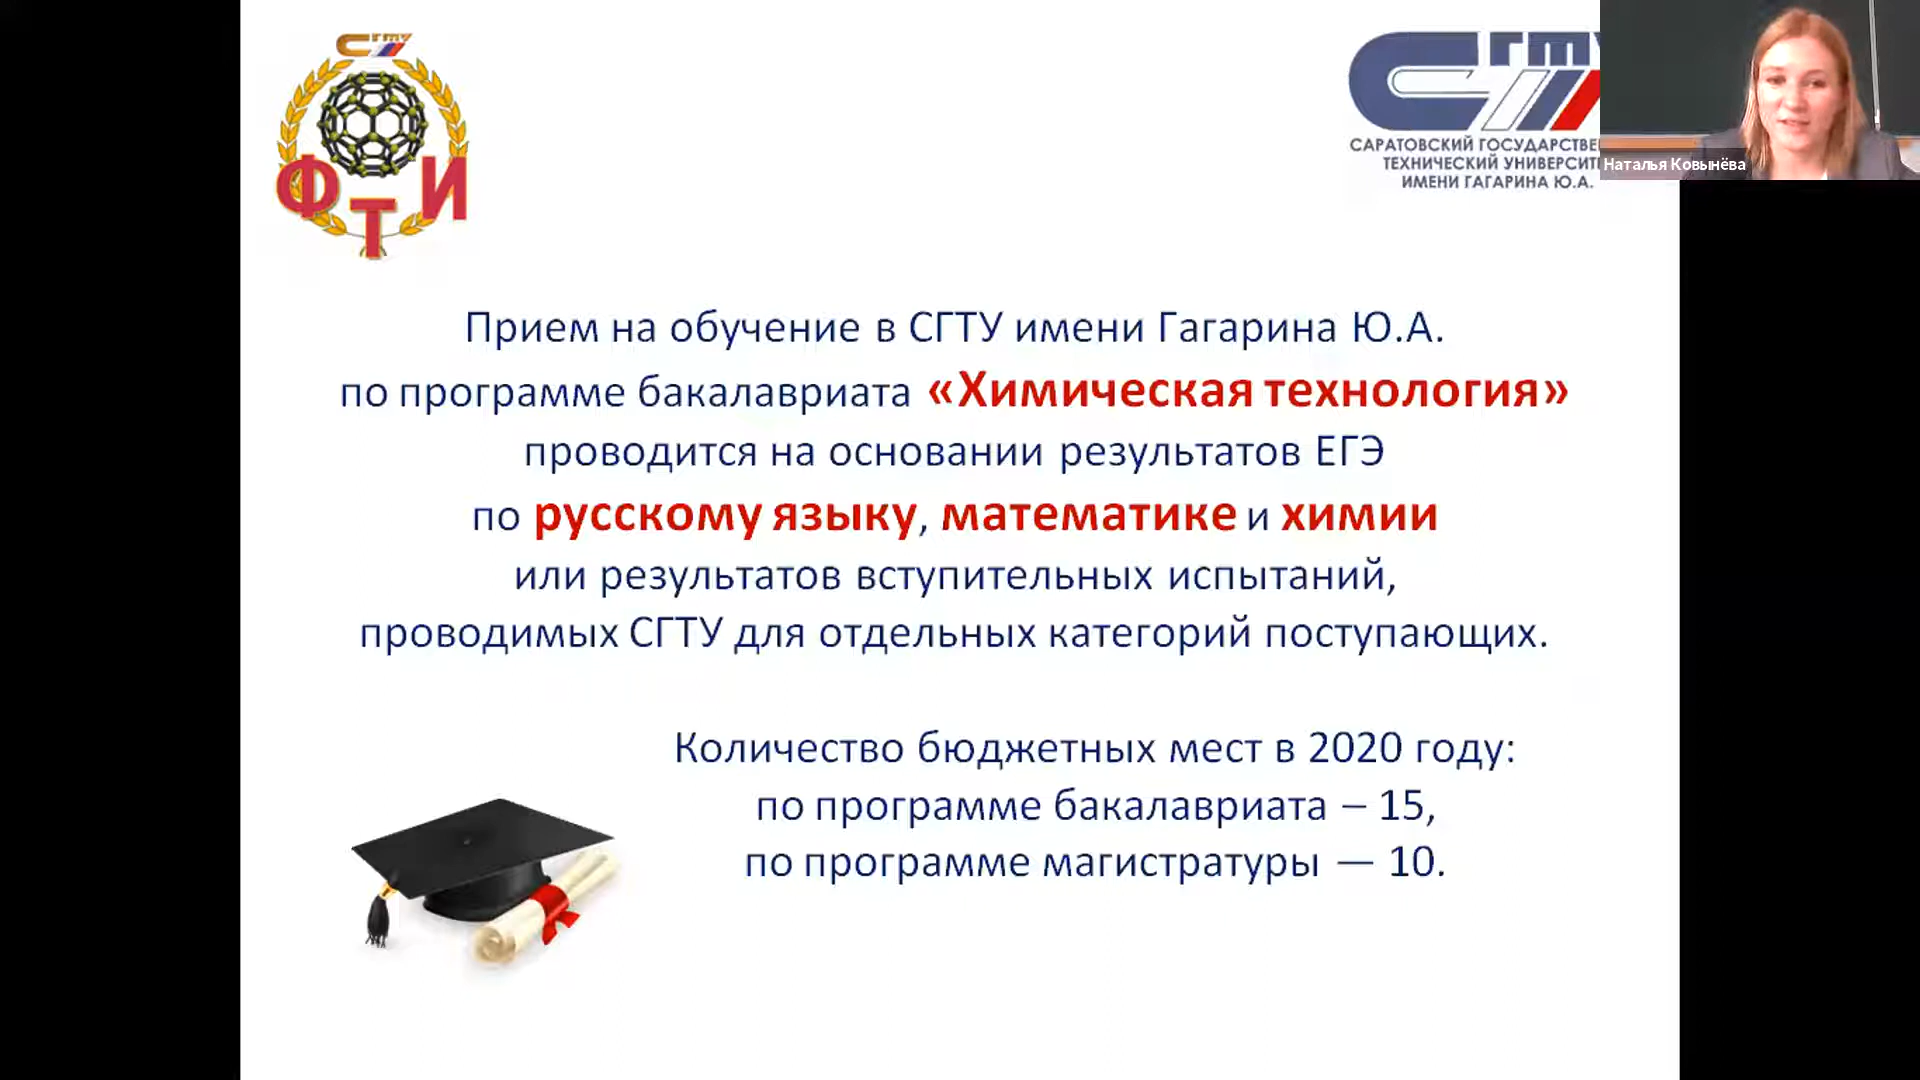 СГТУ
ФТИ
СГТУ
САРАТОВСКИЙ ГОСУДАРСТВЕ
ТЕХНИЧЕСКИЙ УНИВЕРСИТ
ИМЕНИ ГАГАРИНА Ю.А.
Наталья Ковынёва
Прием на обучение в СГТУ имени Гагарина Ю.А.
по программе бакалавриата «Химическая технология»
проводится на основании результатов ЕГЭ
по русскому языку, математике и химии
или результатов вступительных испытаний,
проводимых СГТУ для отдельных категорий поступающих.
Количество бюджетных мест в 2020 году:
по программе бакалавриата – 15,
по программе магистратуры — 10.